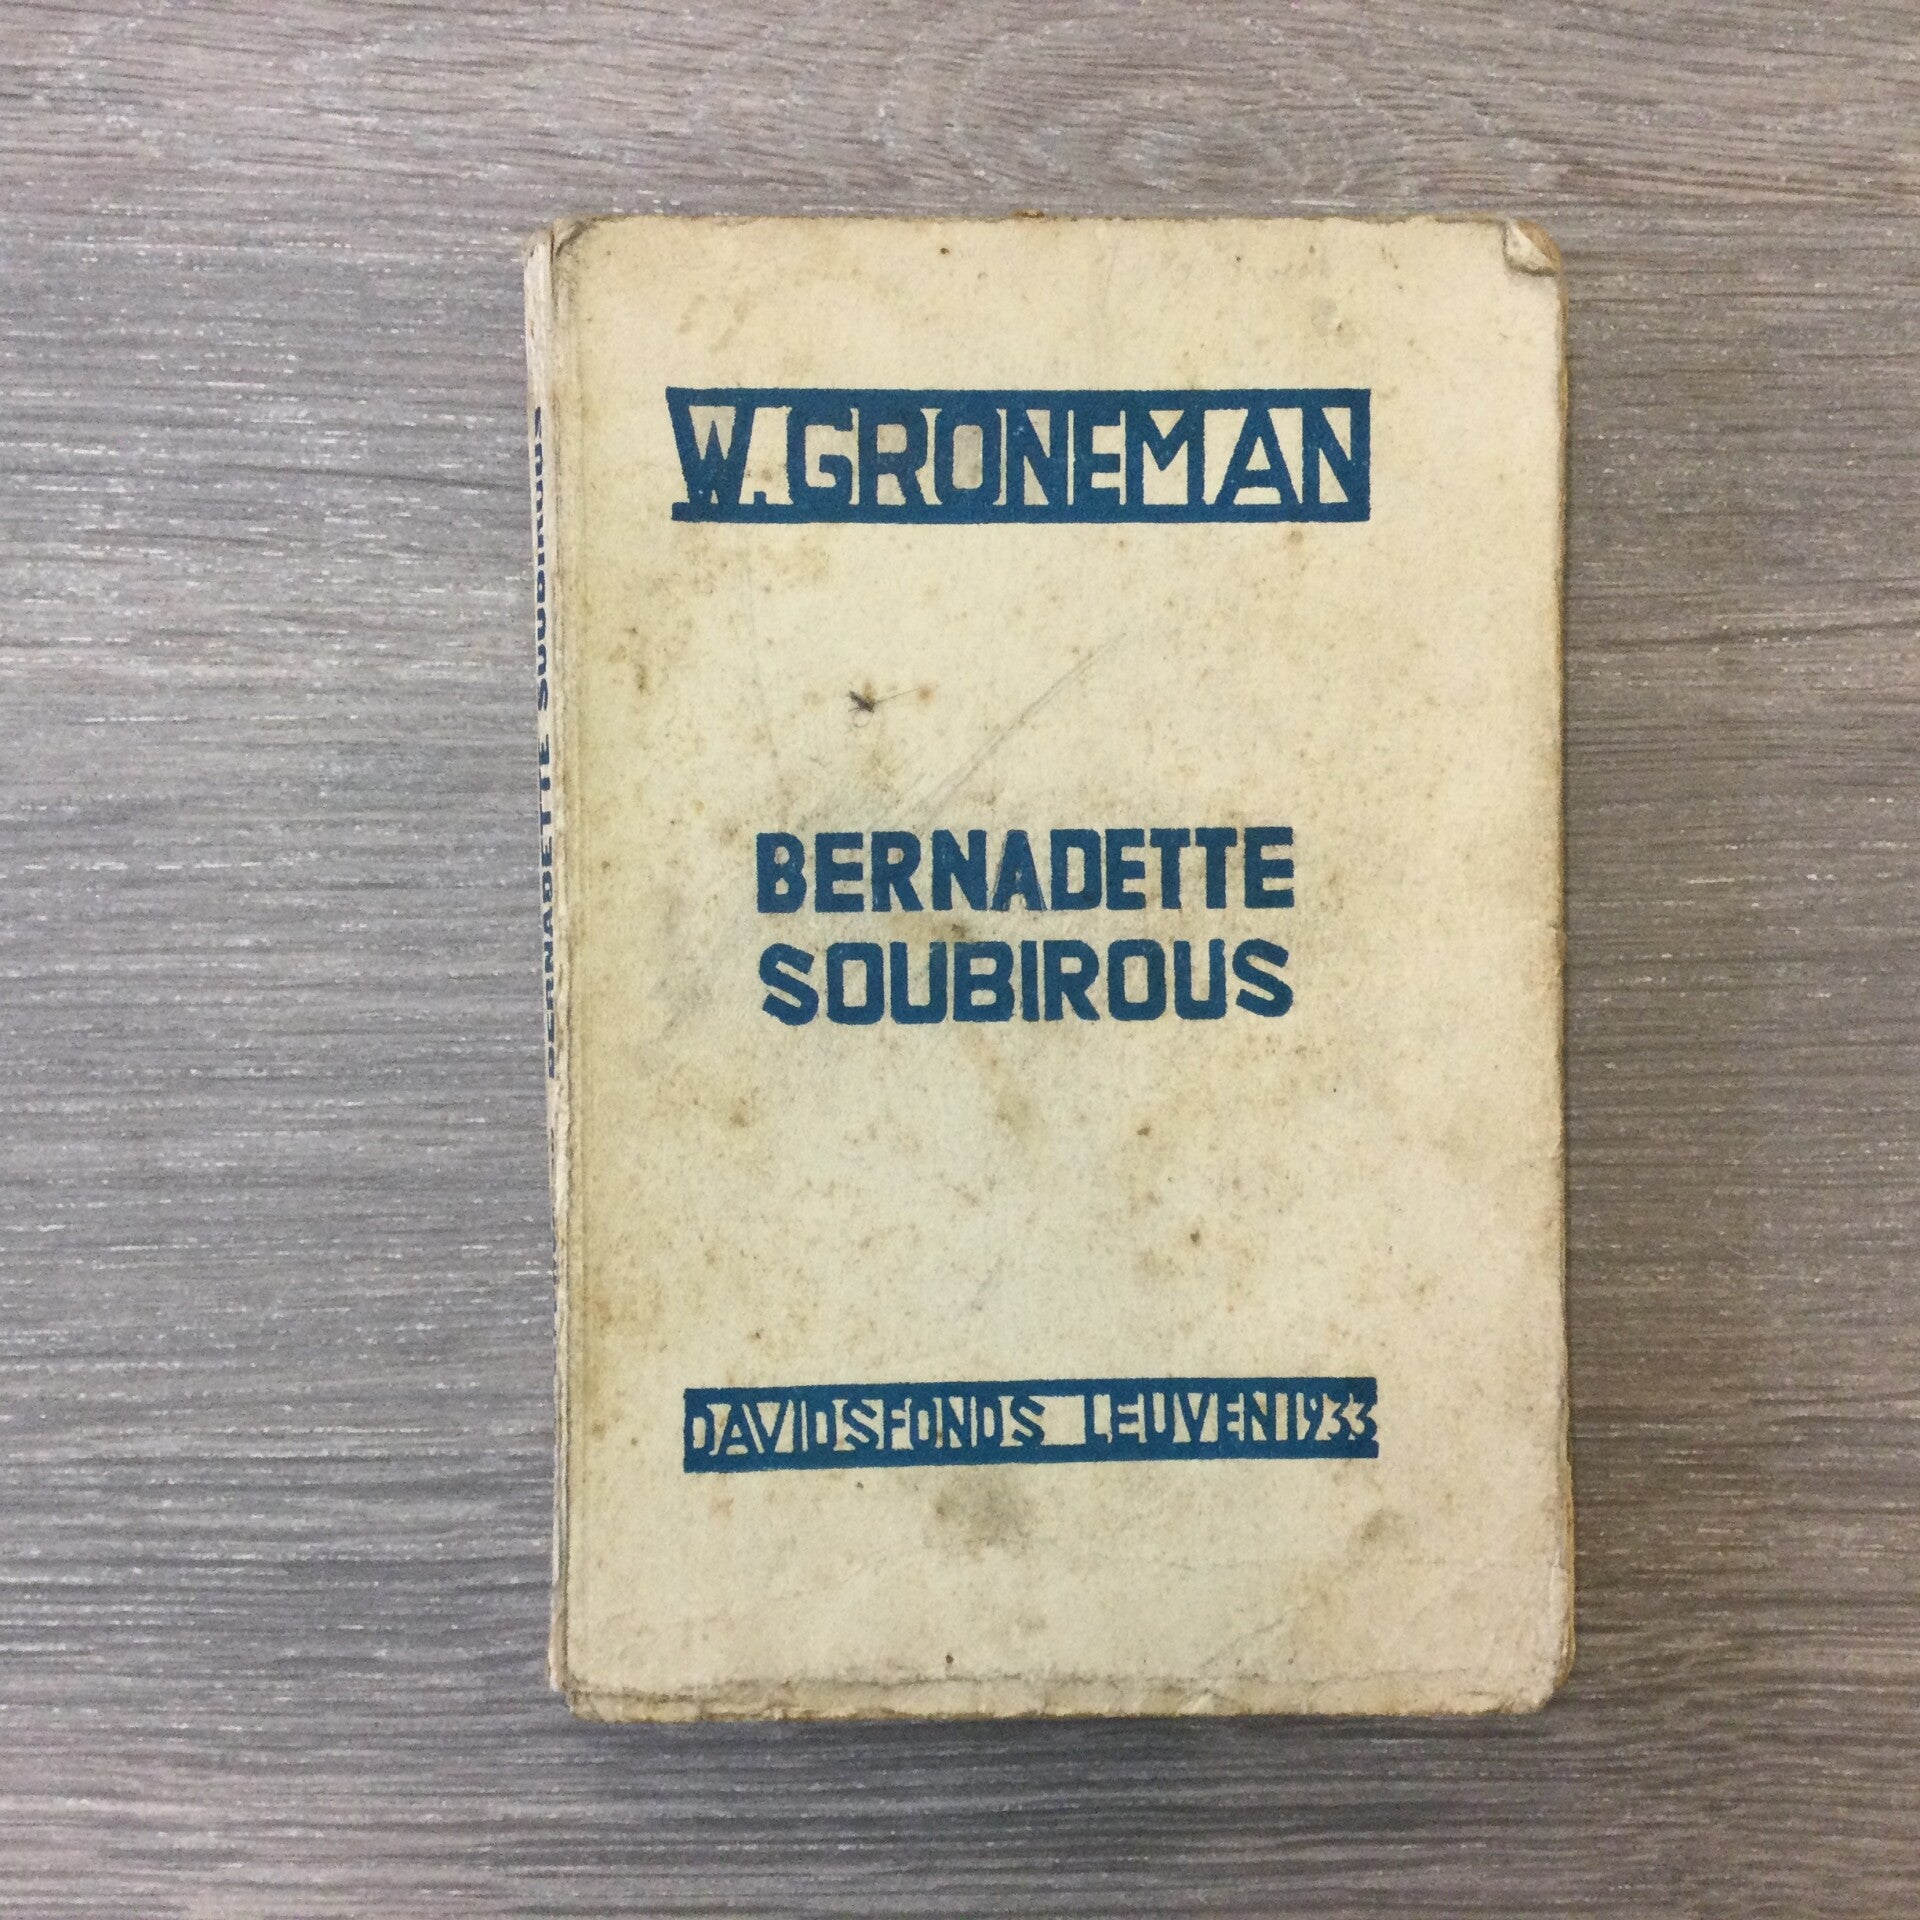 W. GRONEMAN
BERNADETTE
SOUBIROUS
DAVIDSFONDS LEUVEN 1933
BERNADETTE SOUBIROUS